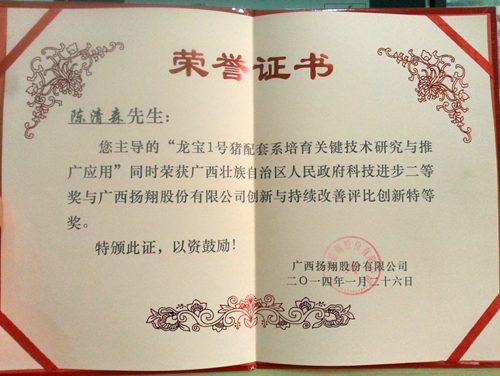 荣誉证书
陈清森先生：
您主导的“龙宝1号猪配套系培育关键技术研究与推
广应用”同时荣获广西壮族自治区人民政府科技进步二等
奖与广西扬翔股份有限公司创新与持续改善评比创新特等
奖。
特颁此证，以资鼓励！
广西扬翔股份有限公司
二〇一四年一月二十六日